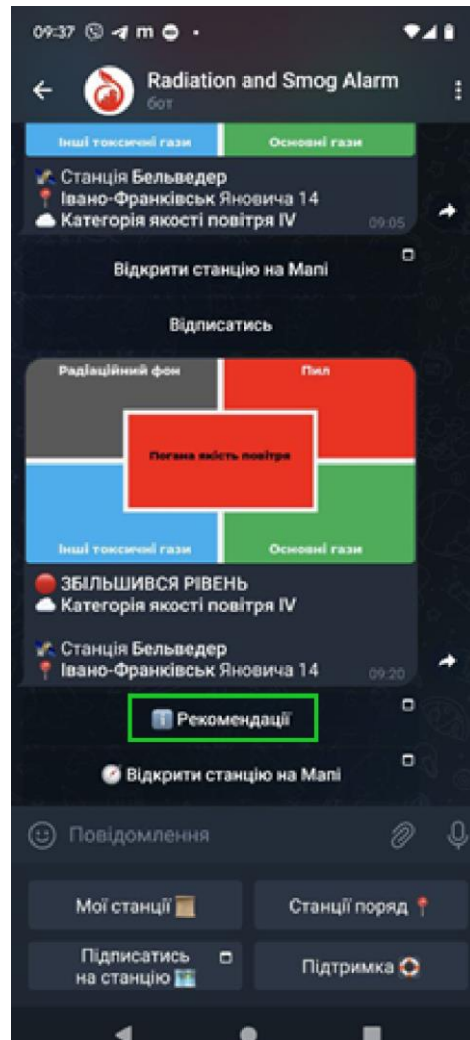 09:37
Radiation and Smog Alarm
бот
Інші токсичні гази
Основні гази
Станція Бельведер
Івано-Франківськ Яновича 14
Категорія якості повітря IV
09:05
Відкрити станцію на Мапі
Відписатись
Радіаційний фон
Пил
Погана якість повітря
Інші токсичні гази
Основні гази
ЗБІЛЬШИВСЯ РІВЕНЬ
Категорія якості повітря IV
Станція Бельведер
Івано-Франківськ Яновича 14
09:20
Рекомендації
Відкрити станцію на Мапі
Повідомлення
Мої станції
Станції поряд
Підписатись
на станцію
Підтримка